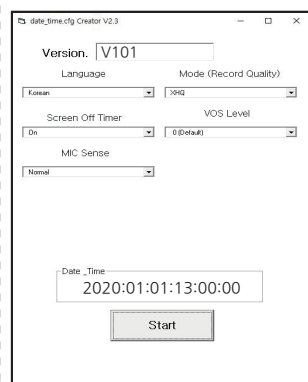 date_time.cfg Creator V2.3
Version. V101
Language Mode (Record Quality)
Korean XHQ
Screen Off Timer VOS Level
On 0 (Default)
MIC Sense
Normal
Date _Time
2020:01:01:13:00:00
Start